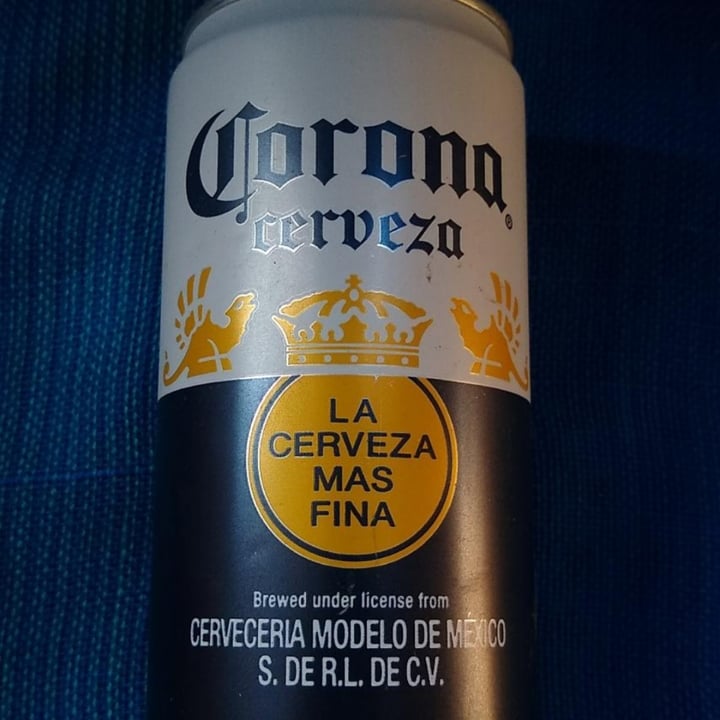 Corona®
cerveza
LA
CERVEZA
MAS
FINA
Brewed under license from
CERVECERIA MODELO DE MÉXICO
S. DE R.L. DE C.V.